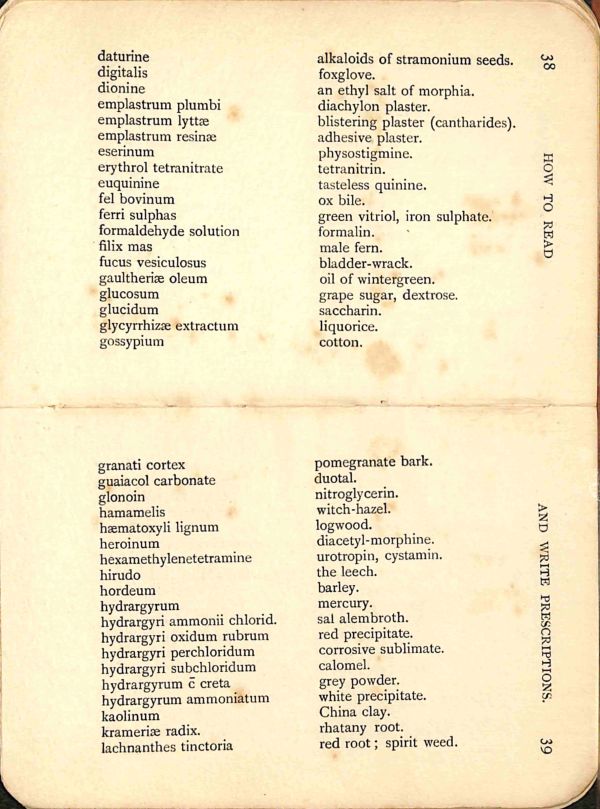 38
HOW TO READ
daturine alkaloids of stramonium seeds.
digitalis foxglove.
dionine an ethyl salt of morphia.
emplastrum plumbi diachylon plaster.
emplastrum lyttæ blistering plaster (cantharides).
emplastrum resinæ adhesive plaster.
eserinum physostigmine.
erythrol tetranitrate tetranitrin.
euquinine tasteless quinine.
fel bovinum ox bile.
ferri sulphas green vitriol, iron sulphate.
formaldehyde solution formalin.
filix mas male fern.
fucus vesiculosus bladder-wrack.
gaultheriæ oleum oil of wintergreen.
glucosum grape sugar, dextrose.
glucidum saccharin.
glycyrrhizæ extractum liquorice.
gossypium cotton.
AND WRITE PRESCRIPTIONS.
39
granati cortex pomegranate bark.
guaiacol carbonate duotal.
glonoin nitroglycerin.
hamamelis witch-hazel.
hæmatoxyli lignum logwood.
heroinum diacetyl-morphine.
hexamethylenetetramine urotropin, cystamin.
hirudo the leech.
hordeum barley.
hydrargyrum mercury.
hydrargyri ammonii chlorid. sal alembroth.
hydrargyri oxidum rubrum red precipitate.
hydrargyri perchloridum corrosive sublimate.
hydrargyri subchloridum calomel.
hydrargyrum c̄ creta grey powder.
hydrargyrum ammoniatum white precipitate.
kaolinum China clay.
krameriæ radix. rhatany root.
lachnanthes tinctoria red root; spirit weed.